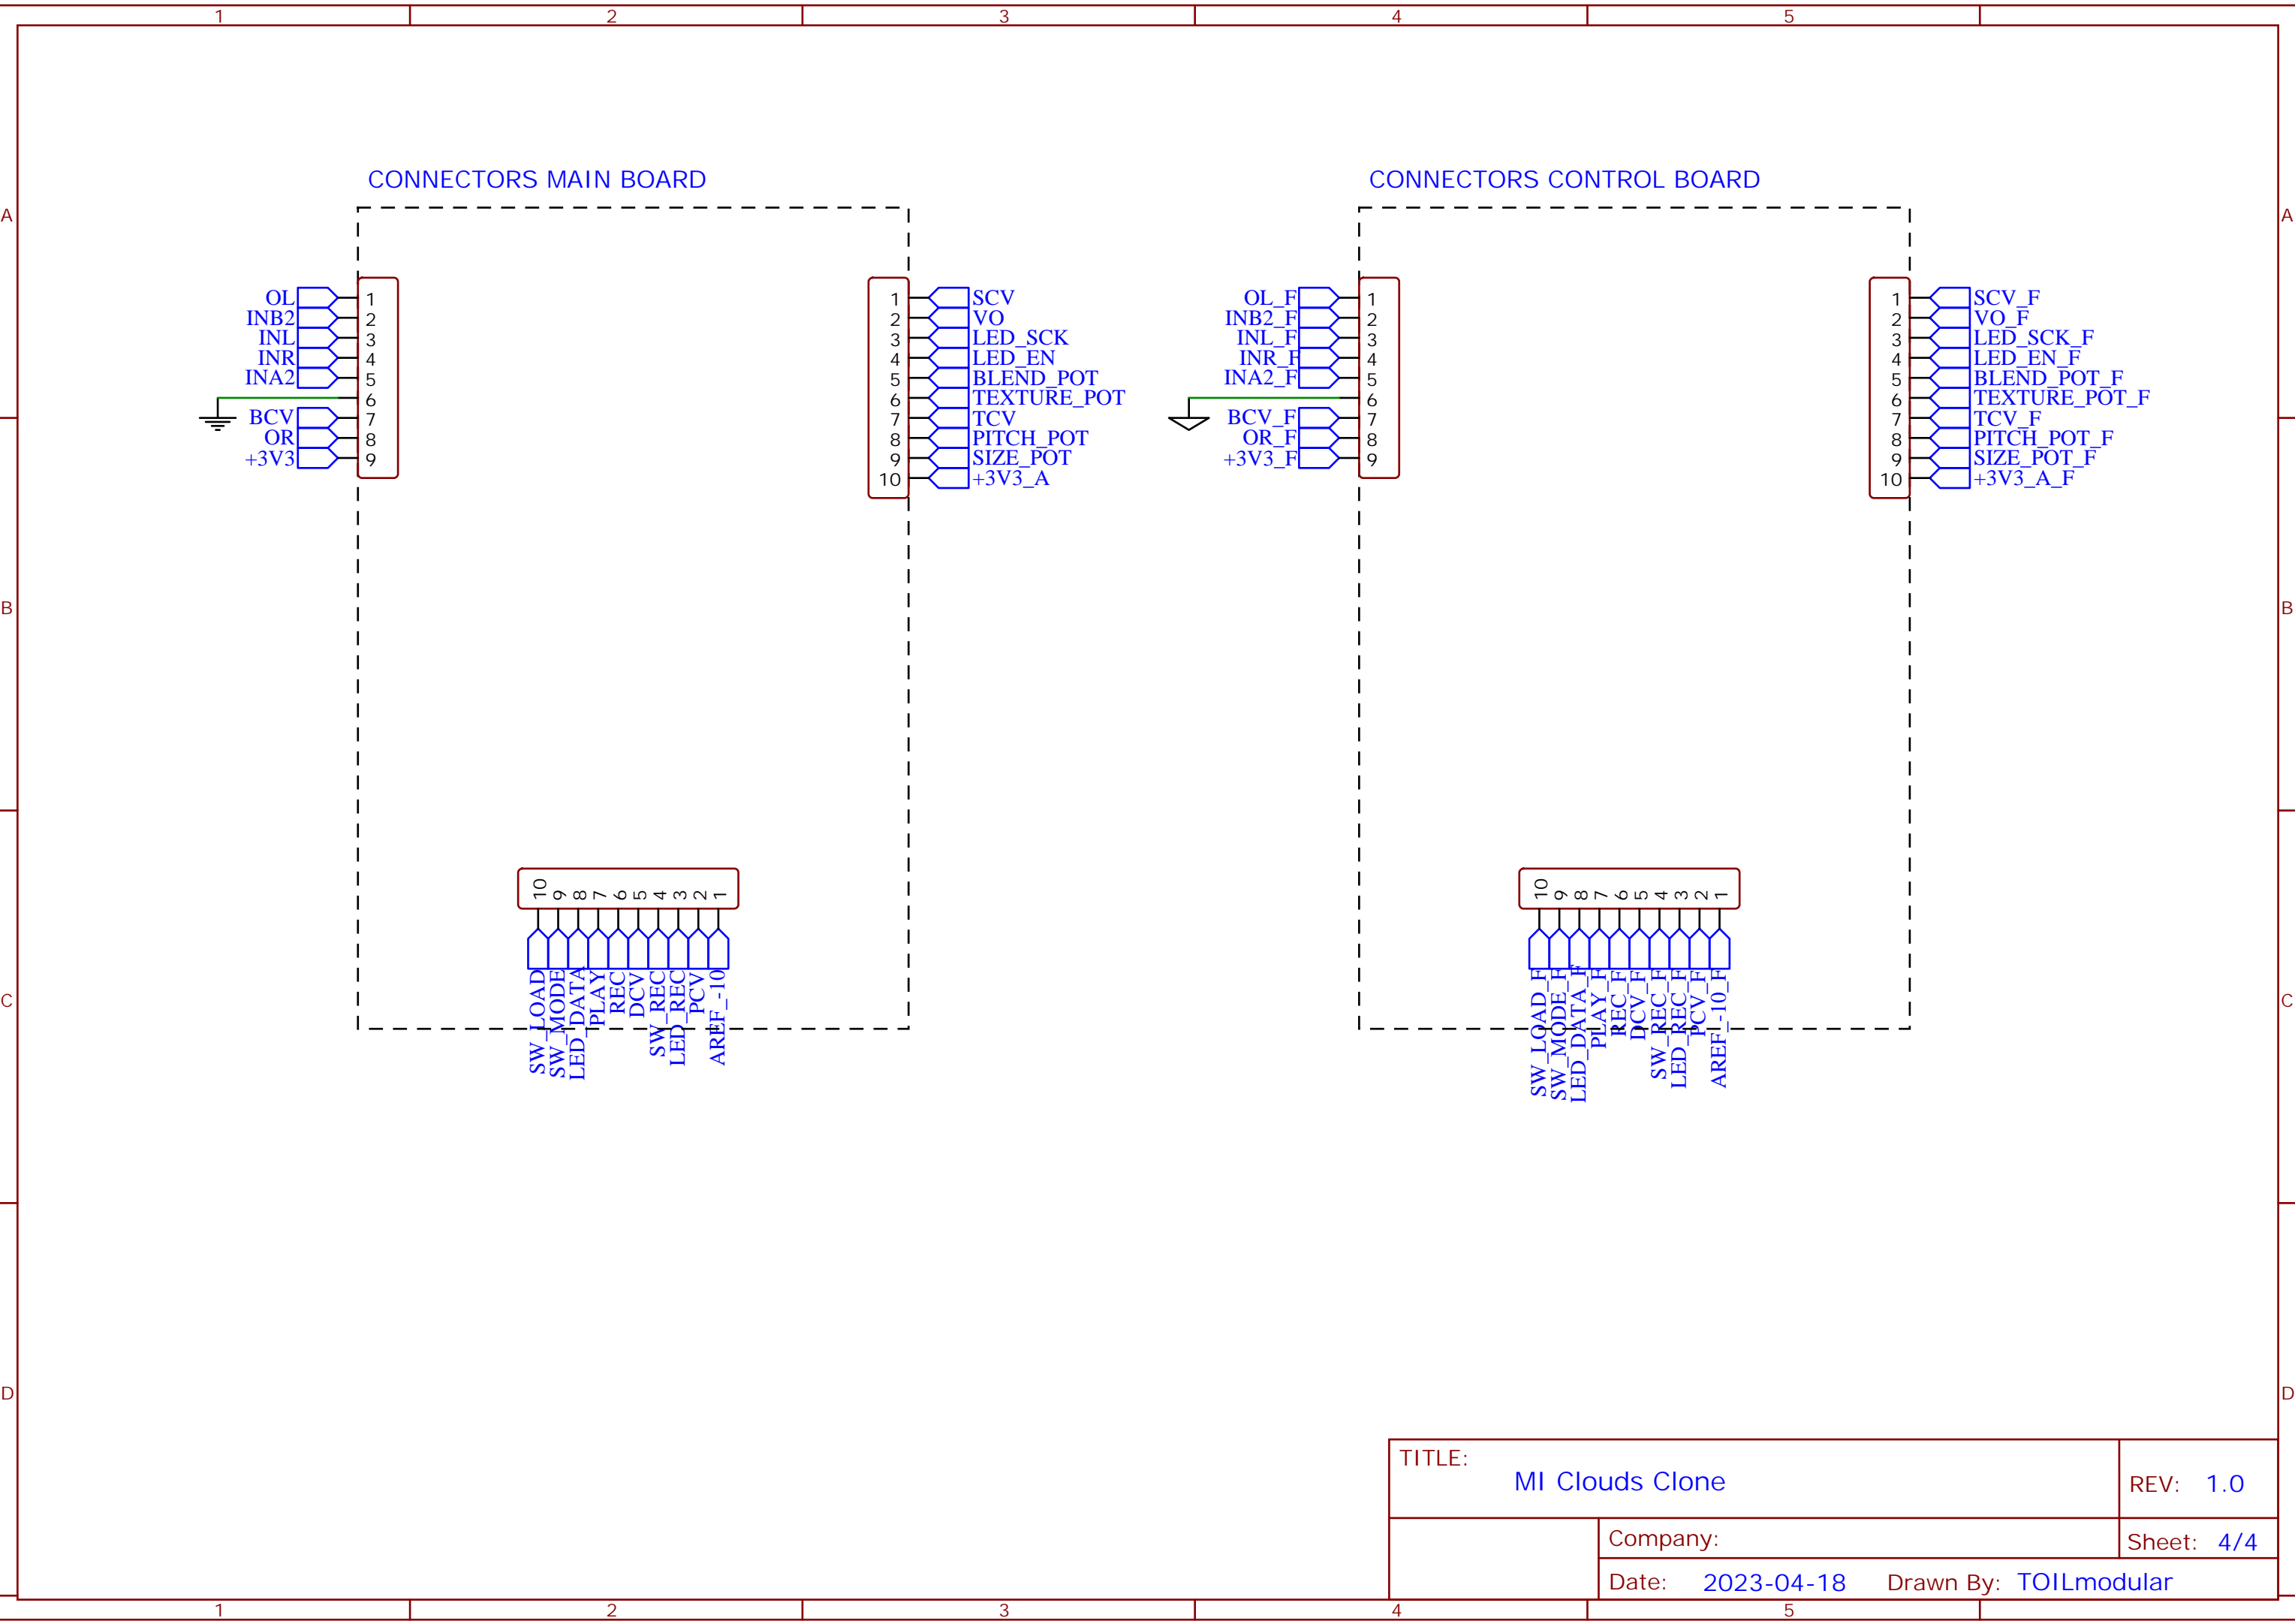 1 2 3 4 5
CONNECTORS MAIN BOARD
CONNECTORS CONTROL BOARD
A A
OL 1
INB2 2
INL 3
INR 4
INA2 5
6
BCV 7
OR 8
+3V3 9
1 SCV
2 VO
3 LED_SCK
4 LED_EN
5 BLEND_POT
6 TEXTURE_POT
7 TCV
8 PITCH_POT
9 SIZE_POT
10 +3V3_A
OL_F 1
INB2_F 2
INL_F 3
INR_F 4
INA2_F 5
6
BCV_F 7
OR_F 8
+3V3_F 9
1 SCV_F
2 VO_F
3 LED_SCK_F
4 LED_EN_F
5 BLEND_POT_F
6 TEXTURE_POT_F
7 TCV_F
8 PITCH_POT_F
9 SIZE_POT_F
10 +3V3_A_F
B B
10 SW_LOAD
9 SW_MODE
8 LED_DATA
7 PLAY
6 REC
5 DCV
4 SW_REC
3 LED_REC
2 PCV
1 AREF_-10
10 SW_LOAD_F
9 SW_MODE_F
8 LED_DATA_F
7 PLAY_F
6 REC_F
5 DCV_F
4 SW_REC_F
3 LED_REC_F
2 PCV_F
1 AREF_-10_F
C C
D D
TITLE:
MI Clouds Clone
REV: 1.0
Company:
Sheet: 4/4
Date: 2023-04-18 Drawn By: TOILmodular
1 2 3 4 5